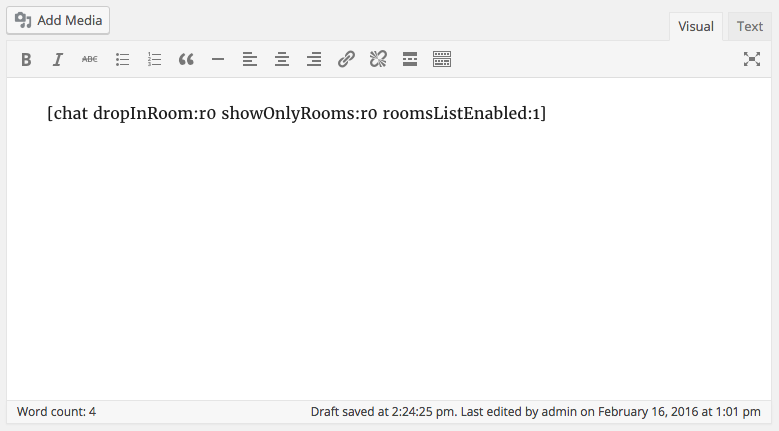 Add Media
Visual Text
B I ABC
[chat dropInRoom:r0 showOnlyRooms:r0 roomsListEnabled:1]
Word count: 4 Draft saved at 2:24:25 pm. Last edited by admin on February 16, 2016 at 1:01 pm